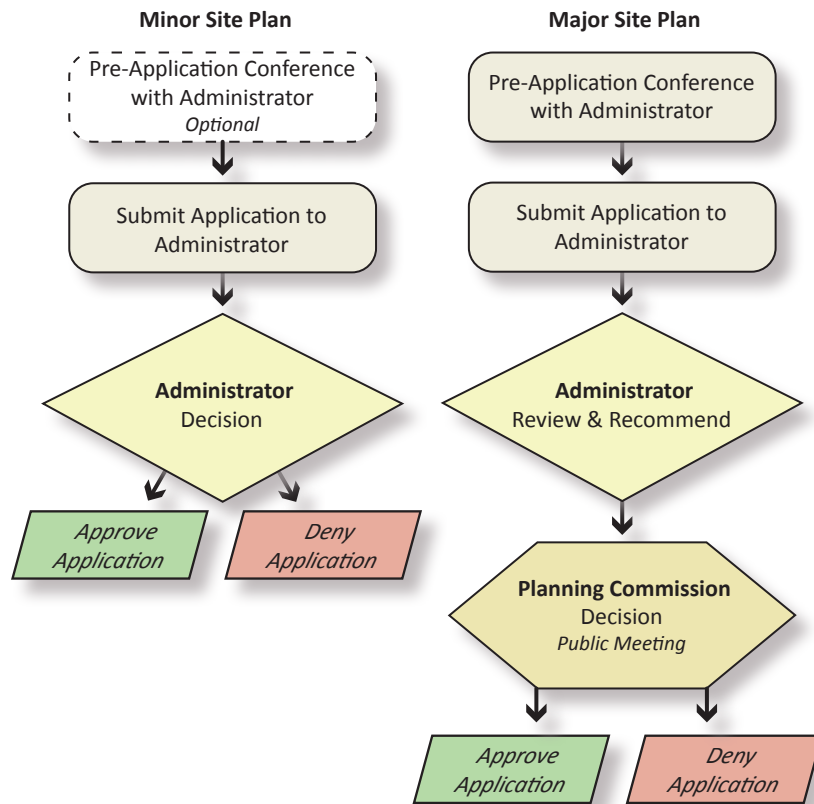 Minor Site Plan
Pre-Application Conference
with Administrator
Optional
Submit Application to
Administrator
Administrator
Decision
Approve
Application
Deny
Application
Major Site Plan
Pre-Application Conference
with Administrator
Submit Application to
Administrator
Administrator
Review & Recommend
Planning Commission
Decision
Public Meeting
Approve
Application
Deny
Application